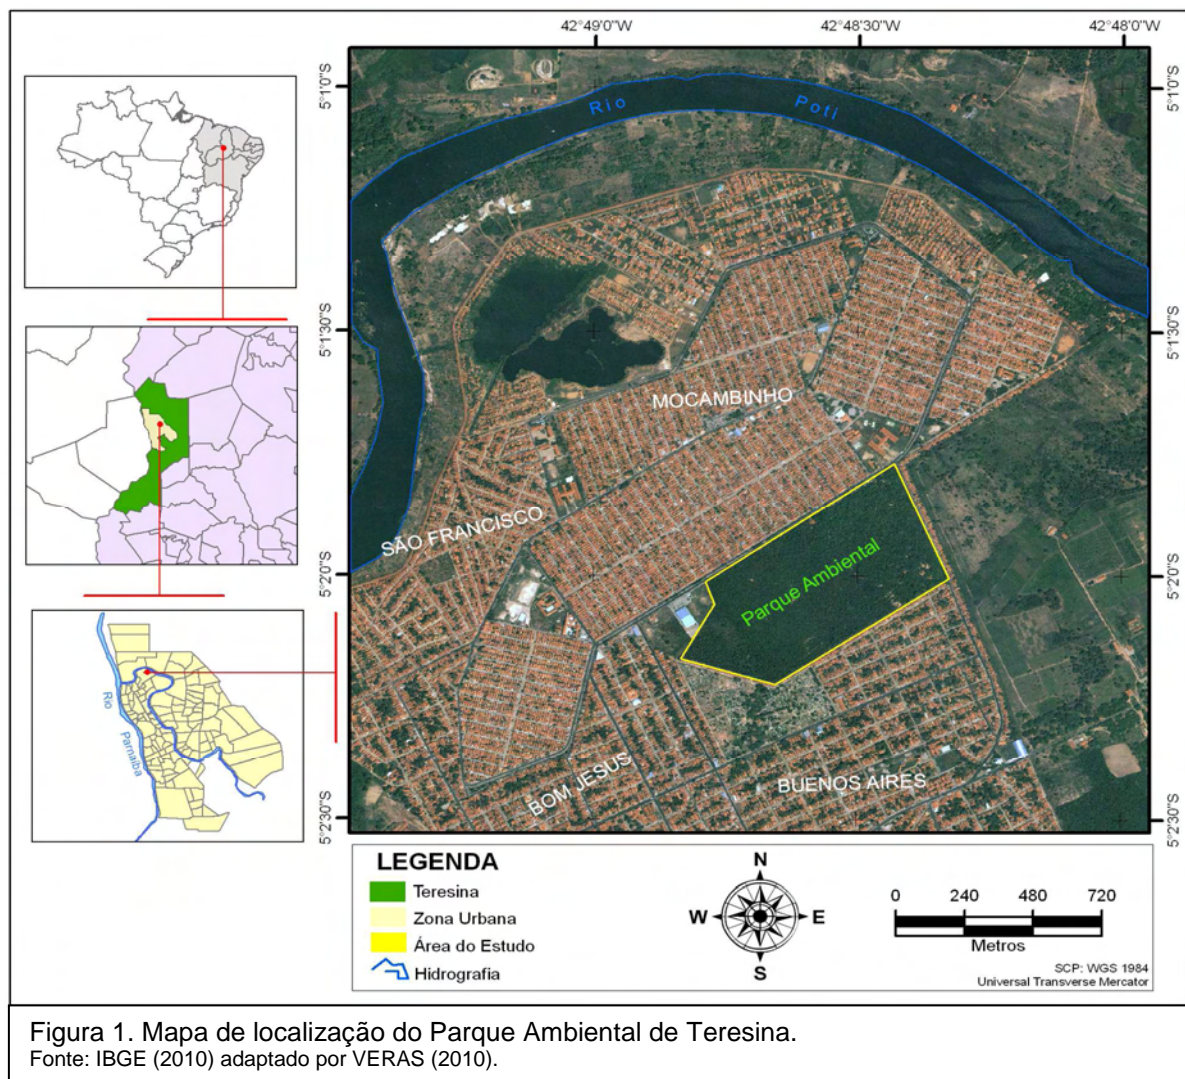 42°49'0"W
42°48'30"W
42°48'0"W
5°1'0"S
5°1'0"S
Rio Poti
5°1'30"S
5°1'30"S
MOCAMBINHO
SÃO FRANCISCO
Parque Ambiental
5°2'0"S
5°2'0"S
Rio Parnaíba
BOM JESUS
BUENOS AIRES
5°2'30"S
5°2'30"S
LEGENDA
Teresina
Zona Urbana
Área do Estudo
Hidrografia
N
W
E
S
0 240 480 720
Metros
SCP: WGS 1984
Universal Transverse Mercator
Figura 1. Mapa de localização do Parque Ambiental de Teresina.
Fonte: IBGE (2010) adaptado por VERAS (2010).